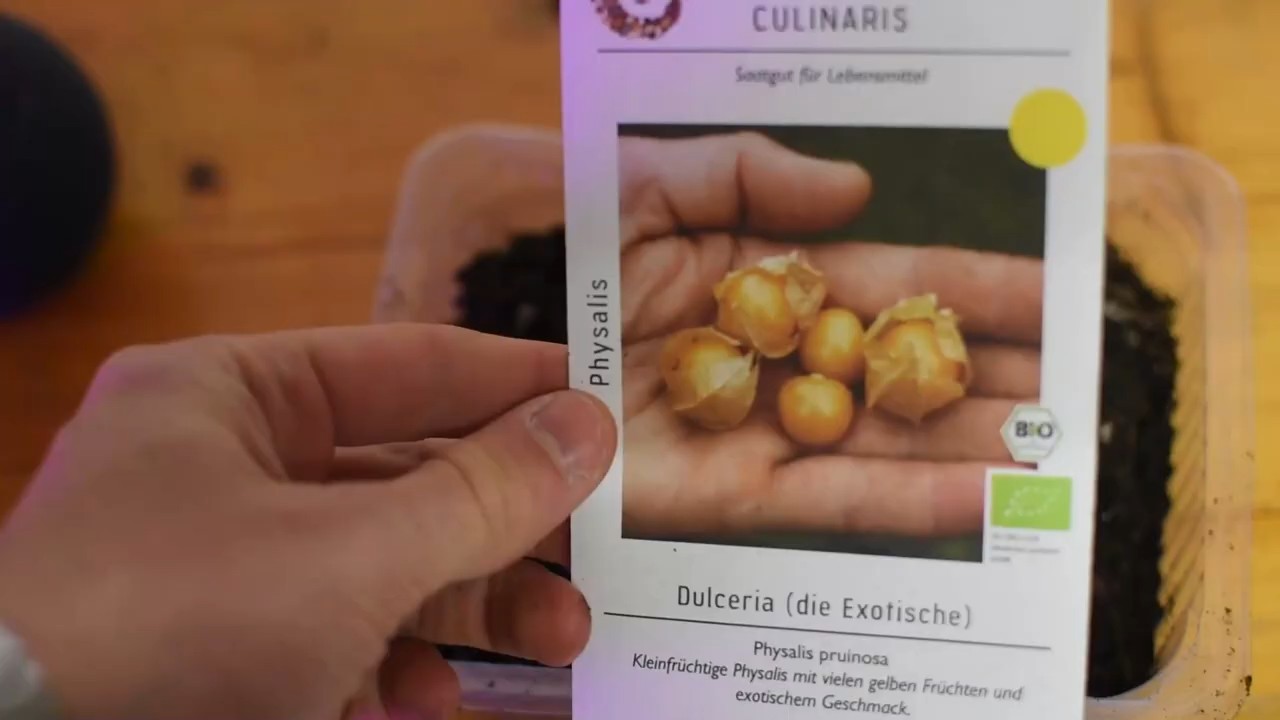 CULINARIS
Saatgut für Lebensmittel
Physalis
BIO
Dulceria (die Exotische)
Physalis pruinosa
Kleinfrüchtige Physalis mit vielen gelben Früchten und
exotischem Geschmack.